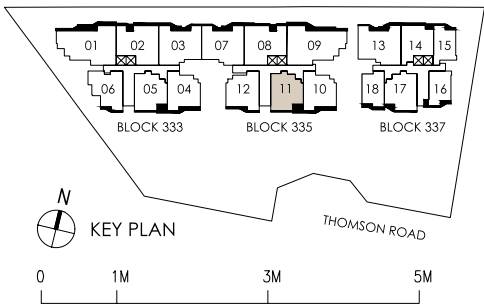 01 02 03 07 08 09 13 14 15
06 05 04 12 11 10 18 17 16
BLOCK 333 BLOCK 335 BLOCK 337
THOMSON ROAD
N
KEY PLAN
0 1M 3M 5M